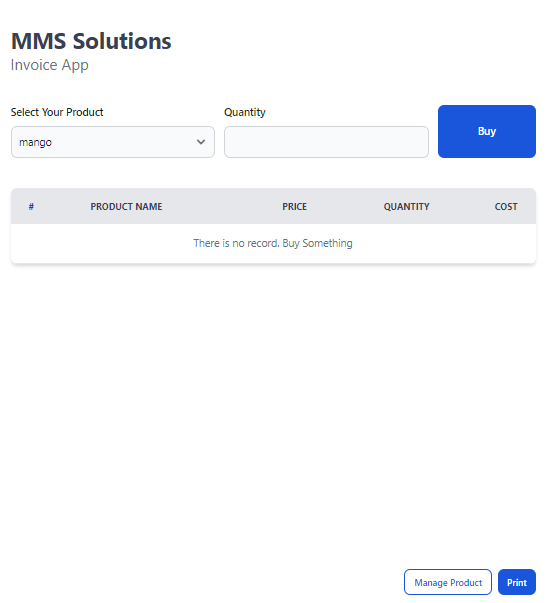 MMS Solutions
Invoice App
Select Your Product
Quantity
mango
Buy
# PRODUCT NAME PRICE QUANTITY COST
There is no record. Buy Something
Manage Product
Print